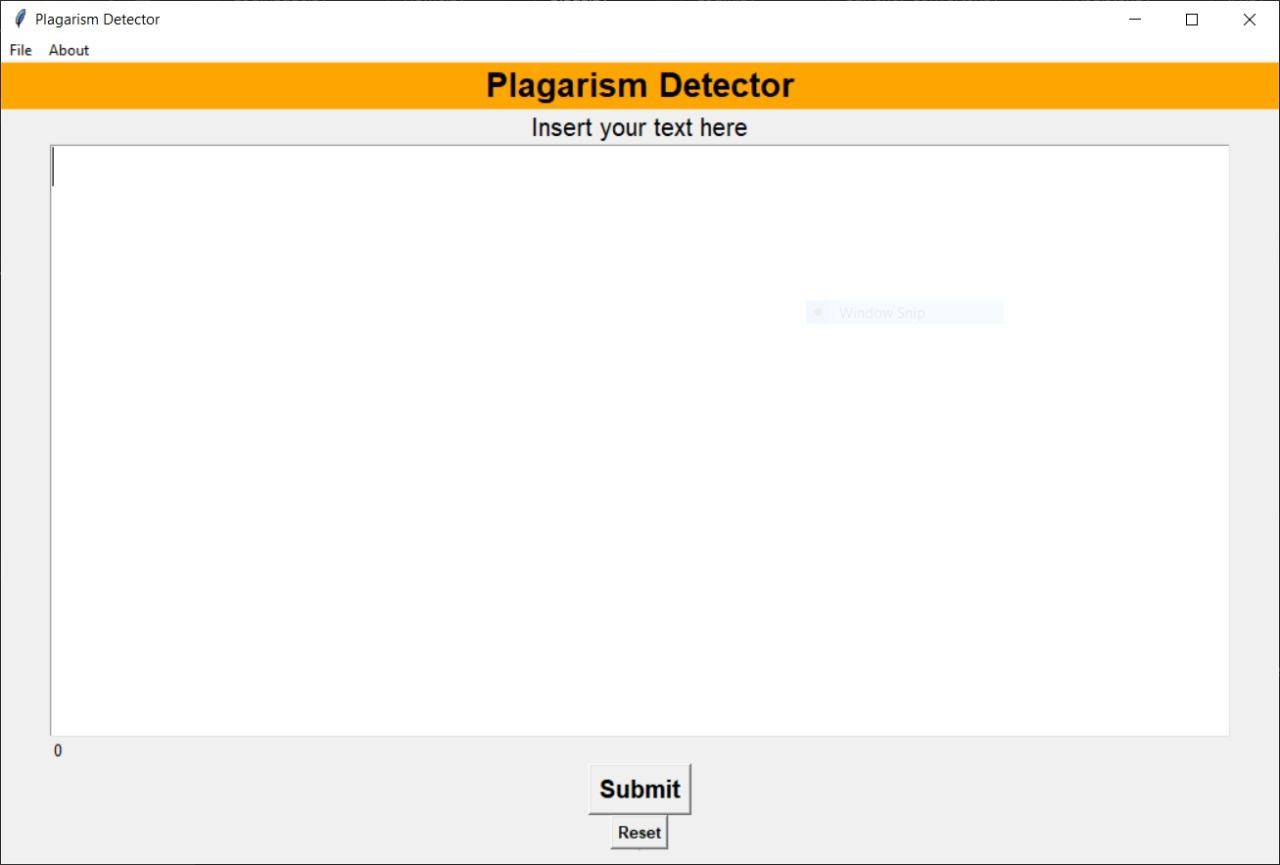 Plagarism Detector
File About
Plagarism Detector
Insert your text here
Window Snip
0
Submit
Reset